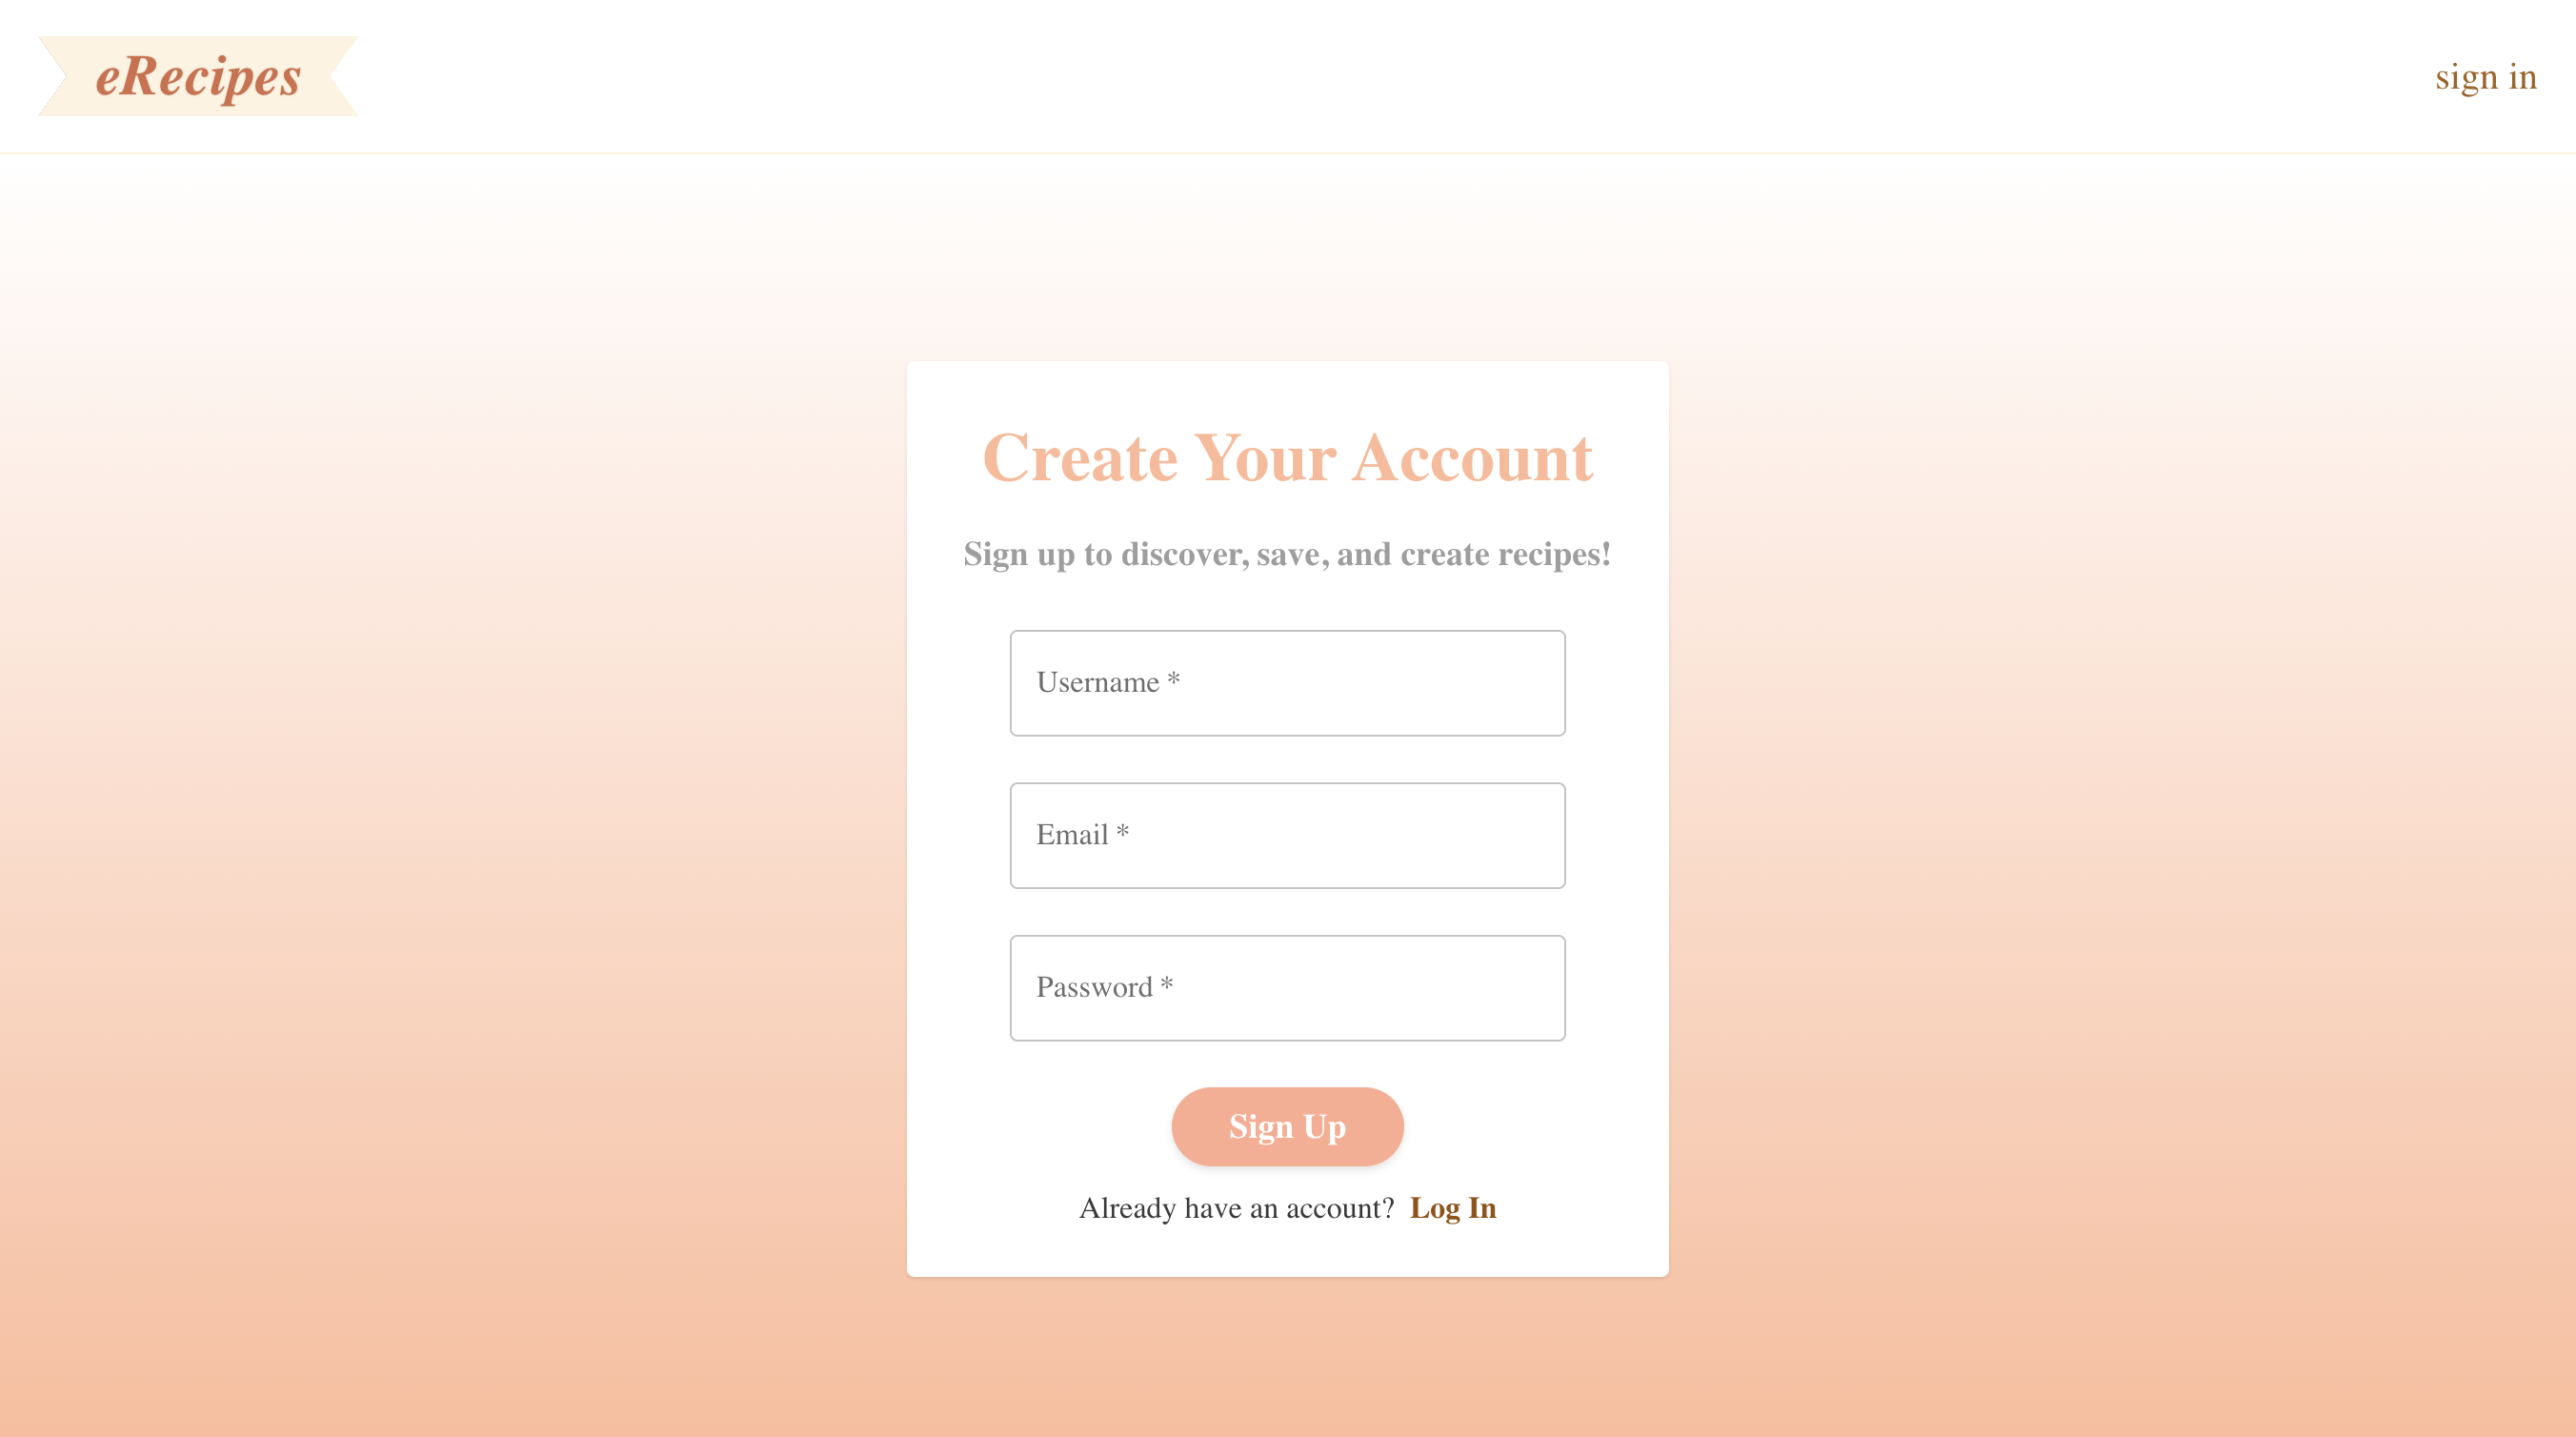 eRecipes
sign in
Create Your Account
Sign up to discover, save, and create recipes!
Username *
Email *
Password *
Sign Up
Already have an account? Log In